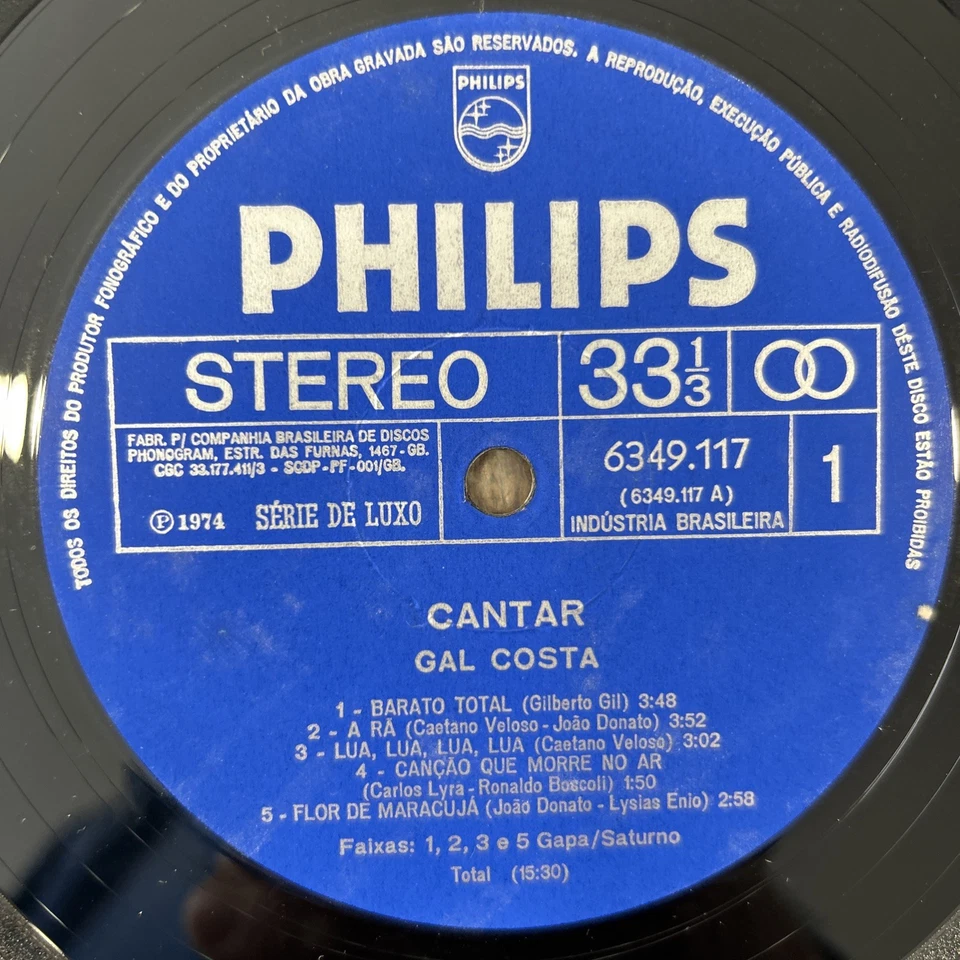 TODOS OS DIREITOS DO PRODUTOR FONOGRÁFICO E DO PROPRIETÁRIO DA OBRA GRAVADA SÃO RESERVADOS. A REPRODUÇÃO, EXECUÇÃO PÚBLICA E RADIODIFUSÃO DÊSTE DISCO ESTÃO PROIBIDAS
PHILIPS
PHILIPS
STEREO
33 1/3
FABR. P/ COMPANHIA BRASILEIRA DE DISCOS
PHONOGRAM, ESTR. DAS FURNAS, 1467-GB.
CGC 33.177.411/3 - SCDP-PF-001/GB.
℗ 1974 SÉRIE DE LUXO
6349.117
(6349.117 A)
INDÚSTRIA BRASILEIRA
1
CANTAR
GAL COSTA
1 - BARATO TOTAL (Gilberto Gil) 3:48
2 - A RÃ (Caetano Veloso - João Donato) 3:52
3 - LUA, LUA, LUA, LUA (Caetano Veloso) 3:02
4 - CANÇÃO QUE MORRE NO AR
(Carlos Lyra - Ronaldo Boscoli) 1:50
5 - FLOR DE MARACUJÁ (João Donato - Lysias Enio) 2:58
Faixas: 1, 2, 3 e 5 Gapa/Saturno
Total (15:30)